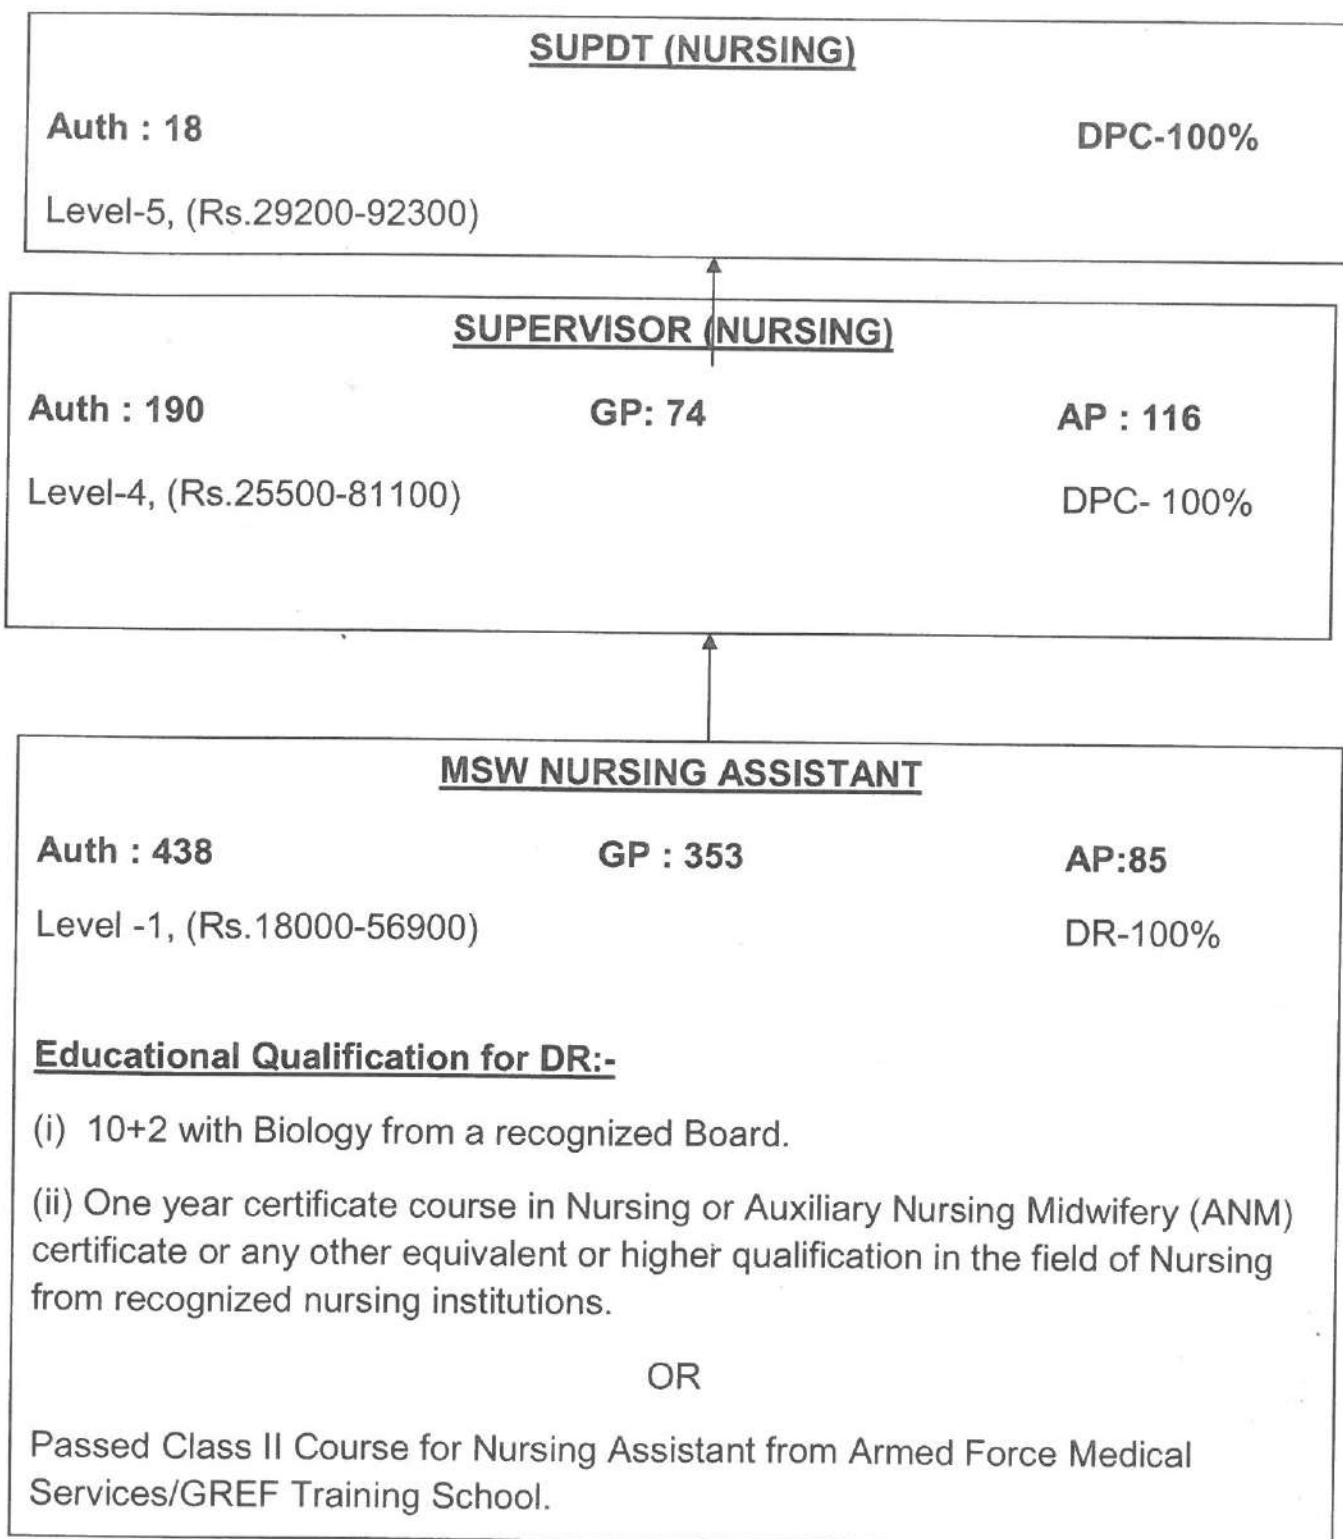 SUPDT (NURSING)
Auth : 18 DPC-100%
Level-5, (Rs.29200-92300)
SUPERVISOR (NURSING)
Auth : 190 GP: 74 AP : 116
Level-4, (Rs.25500-81100) DPC- 100%
MSW NURSING ASSISTANT
Auth : 438 GP : 353 AP:85
Level -1, (Rs.18000-56900) DR-100%
Educational Qualification for DR:-
(i) 10+2 with Biology from a recognized Board.
(ii) One year certificate course in Nursing or Auxiliary Nursing Midwifery (ANM)
certificate or any other equivalent or higher qualification in the field of Nursing
from recognized nursing institutions.
OR
Passed Class II Course for Nursing Assistant from Armed Force Medical
Services/GREF Training School.